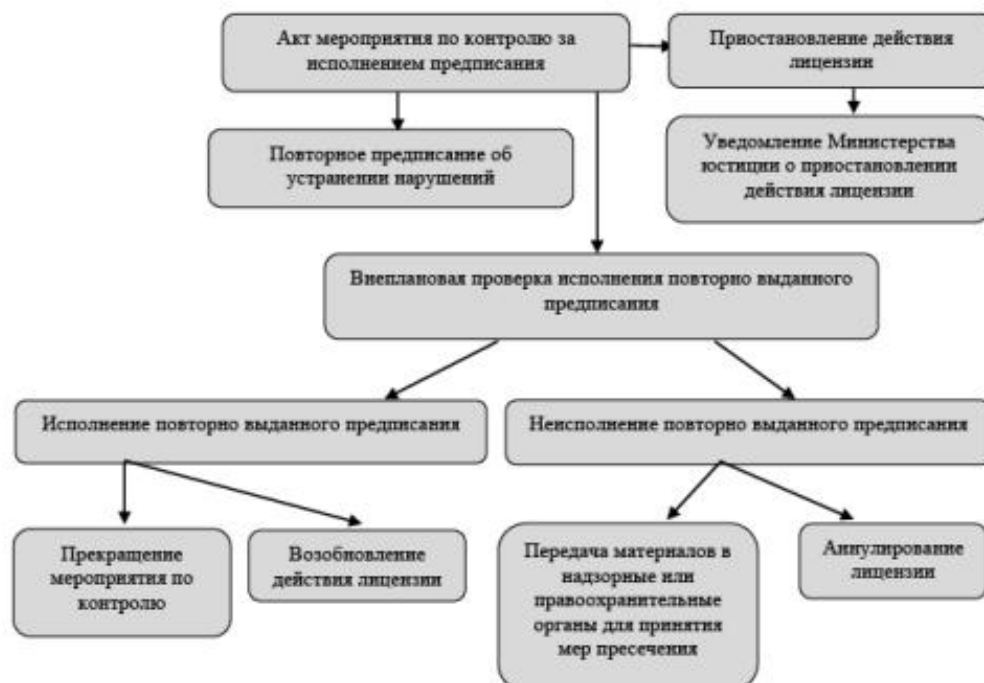 Акт мероприятия по контролю за
исполнением предписания
Приостановление действия
лицензии
Повторное предписание об
устранении нарушений
Уведомление Министерства
юстиции о приостановлении
действия лицензии
Внеплановая проверка исполнения повторно выданного
предписания
Исполнение повторно выданного предписания
Неисполнение повторно выданного предписания
Прекращение
мероприятия по
контролю
Возобновление
действия лицензии
Передача материалов в
надзорные или
правоохранительные
органы для принятия
мер пресечения
Аннулирование
лицензии